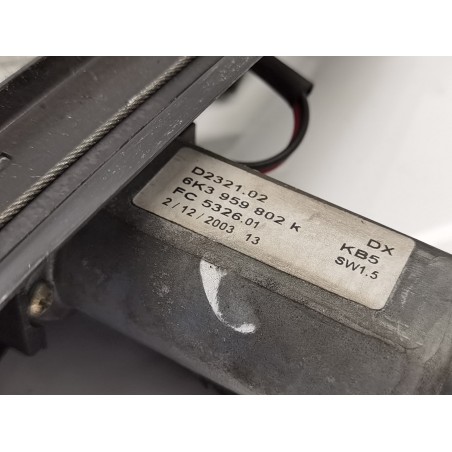 D2321.02 DX
6K3 959 802 k KB5
FC 5326.01 SW1.5
2/12/2003 13